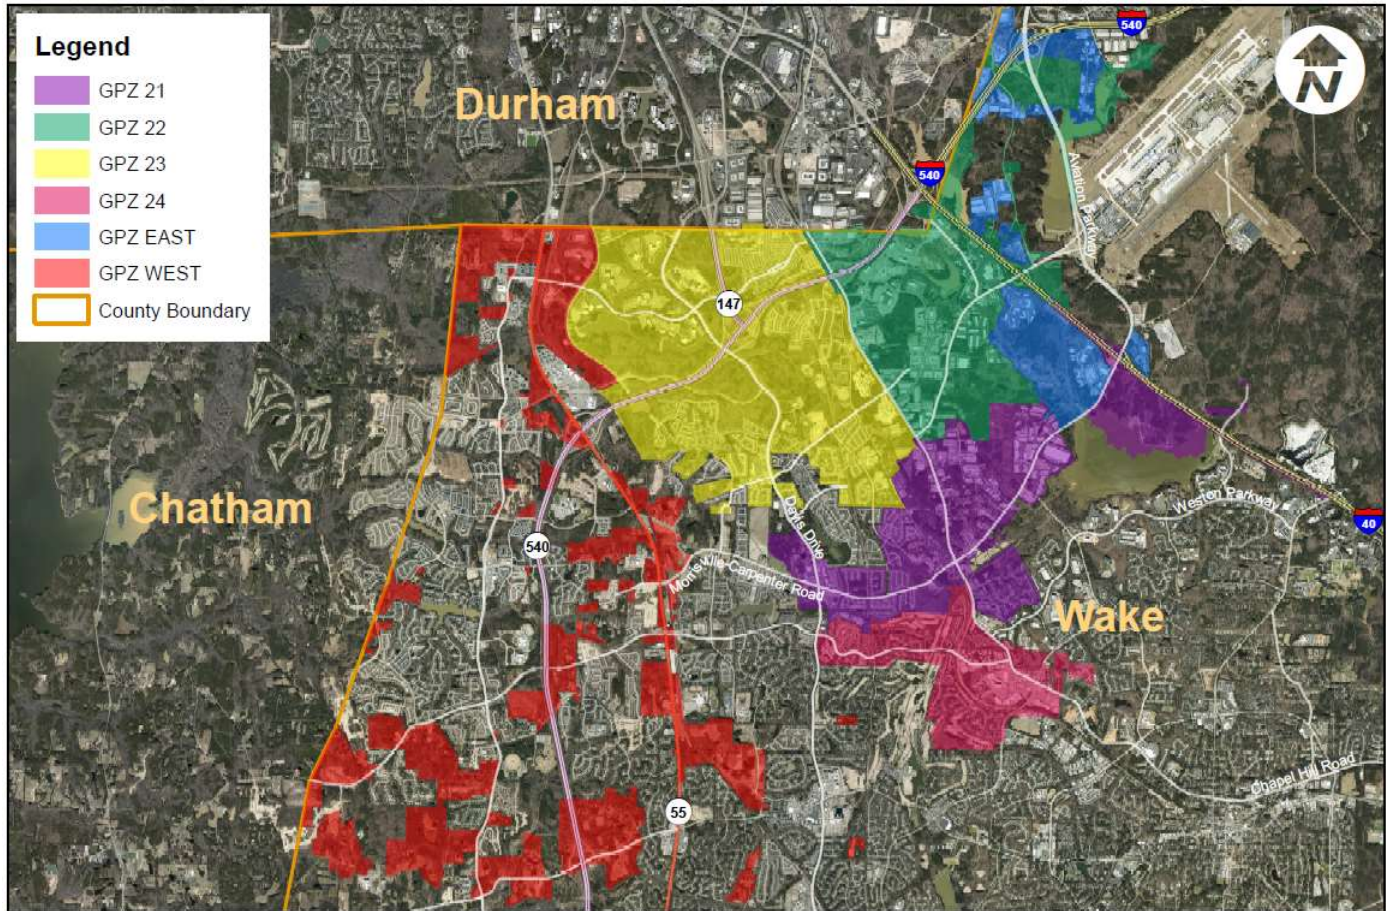 Legend
GPZ 21
GPZ 22
GPZ 23
GPZ 24
GPZ EAST
GPZ WEST
County Boundary
540
N
Durham
540
Aviation Parkway
147
Chatham
Davis Drive
Weston Parkway
40
540
Morrisville-Carpenter Road
Wake
Chapel Hill Road
55